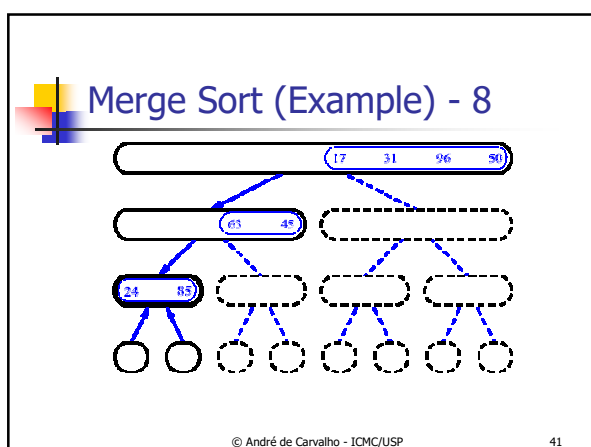 Merge Sort (Example) - 8
17 31 96 50
63 45
24 85
© André de Carvalho - ICMC/USP 41